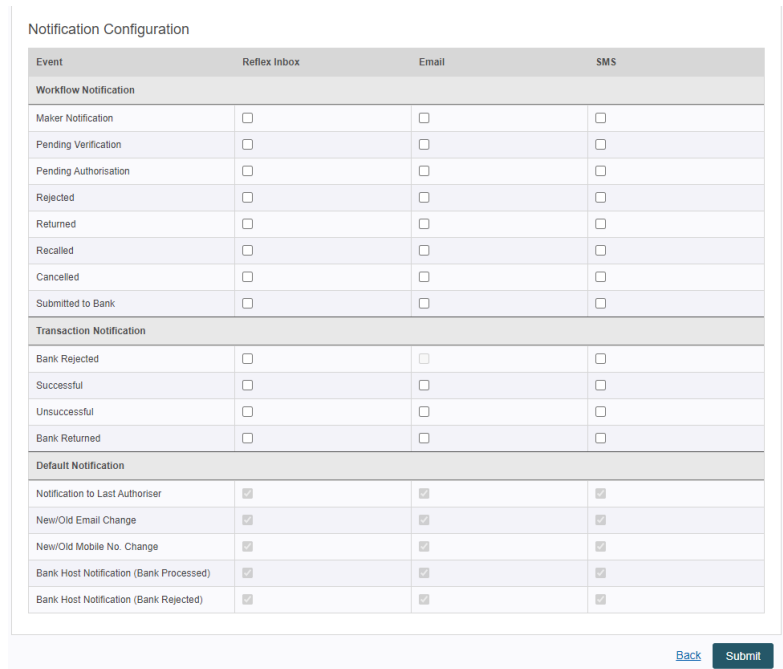 Notification Configuration
Event Reflex Inbox Email SMS
Workflow Notification
Maker Notification
Pending Verification
Pending Authorisation
Rejected
Returned
Recalled
Cancelled
Submitted to Bank
Transaction Notification
Bank Rejected
Successful
Unsuccessful
Bank Returned
Default Notification
Notification to Last Authoriser
New/Old Email Change
New/Old Mobile No. Change
Bank Host Notification (Bank Processed)
Bank Host Notification (Bank Rejected)
Back Submit